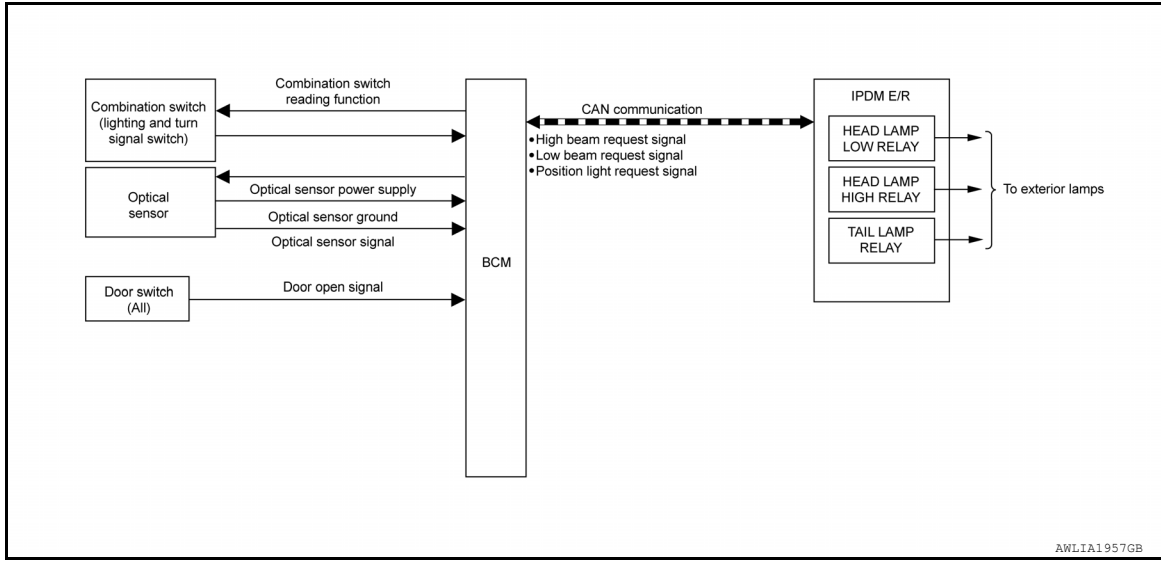 Combination switch
(lighting and turn
signal switch)
Combination switch
reading function
Optical
sensor
Optical sensor power supply
Optical sensor ground
Optical sensor signal
Door switch
(All)
Door open signal
BCM
CAN communication
•High beam request signal
•Low beam request signal
•Position light request signal
IPDM E/R
HEAD LAMP
LOW RELAY
HEAD LAMP
HIGH RELAY
TAIL LAMP
RELAY
To exterior lamps
AWLIA1957GB